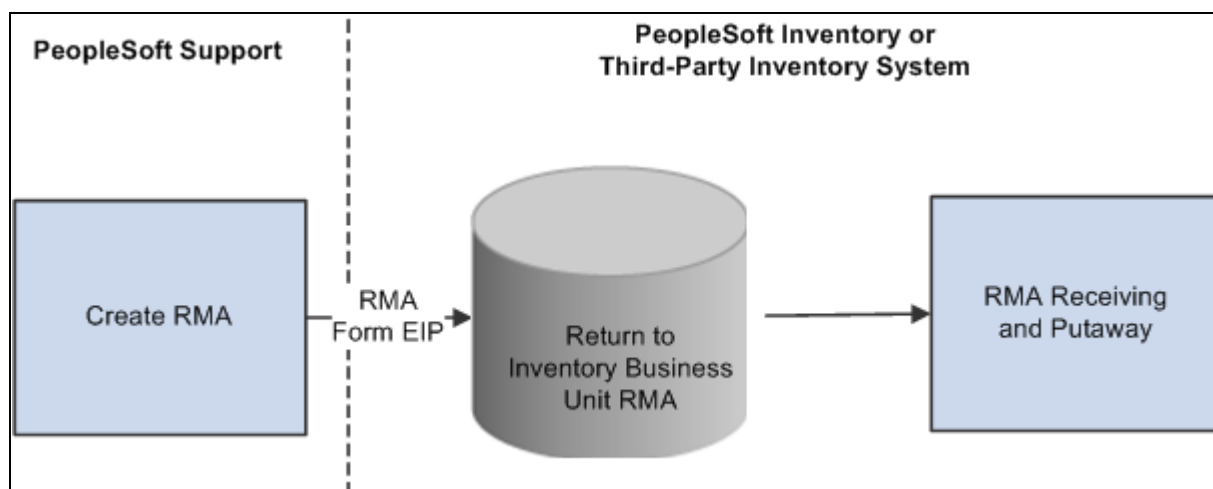 PeopleSoft Support
PeopleSoft Inventory or
Third-Party Inventory System
Create RMA
RMA
Form EIP
Return to
Inventory Business
Unit RMA
RMA Receiving
and Putaway